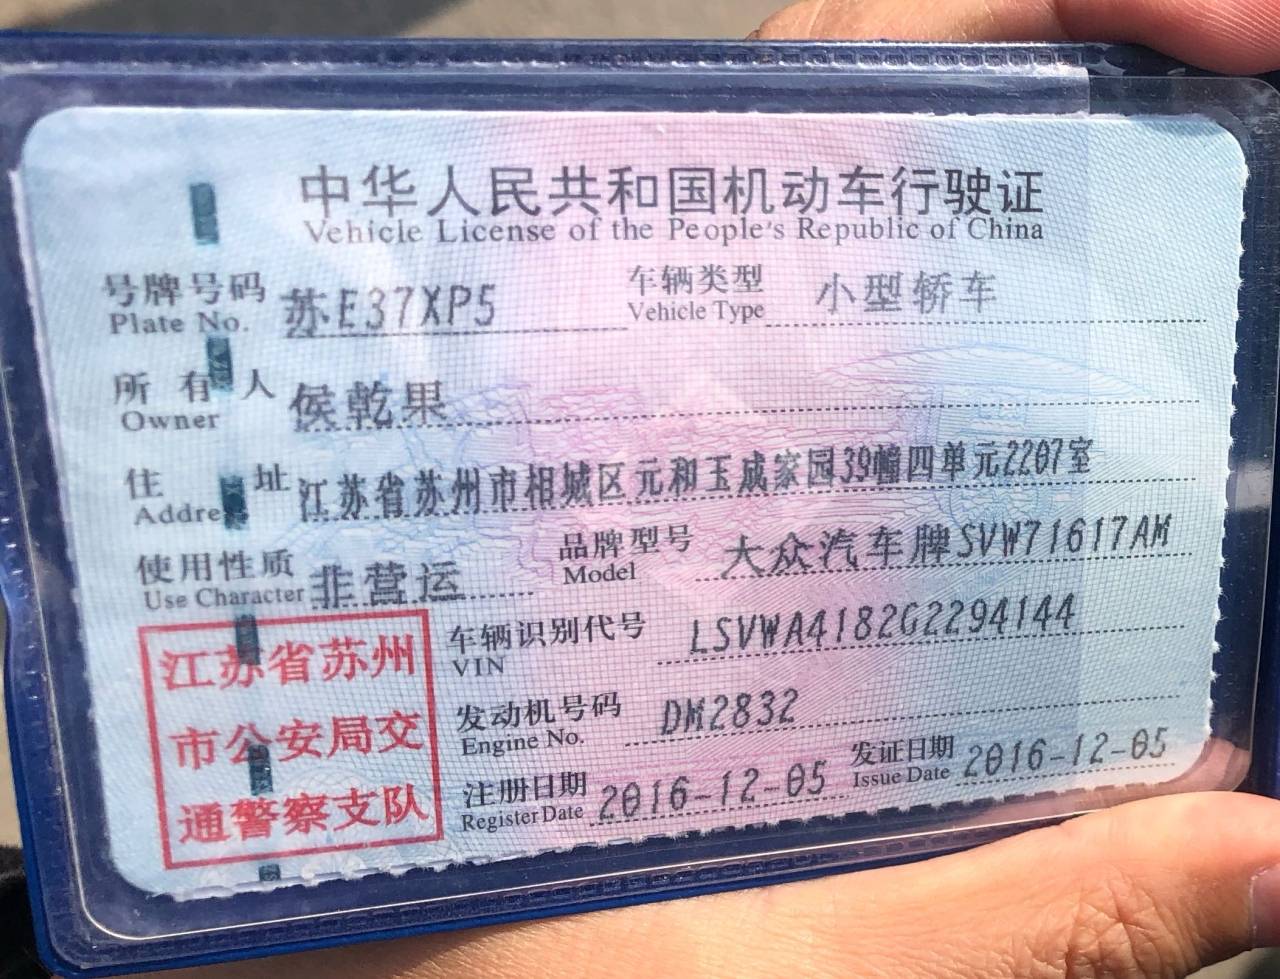 中华人民共和国机动车行驶证
Vehicle License of the People's Republic of China
号牌号码 苏E37XP5 车辆类型 小型轿车
Plate No. Vehicle Type
所有人 侯乾果
Owner
住址 江苏省苏州市相城区元和玉成家园39幢四单元2207室
Addre
使用性质 非营运 品牌型号 大众汽车牌SVW71617AM
Use Character Model
车辆识别代号 LSVWA4182G2294144
VIN
发动机号码 DM2832
Engine No.
注册日期 2016-12-05 发证日期 2016-12-05
Register Date Issue Date
江苏省苏州
市公安局交
通警察支队